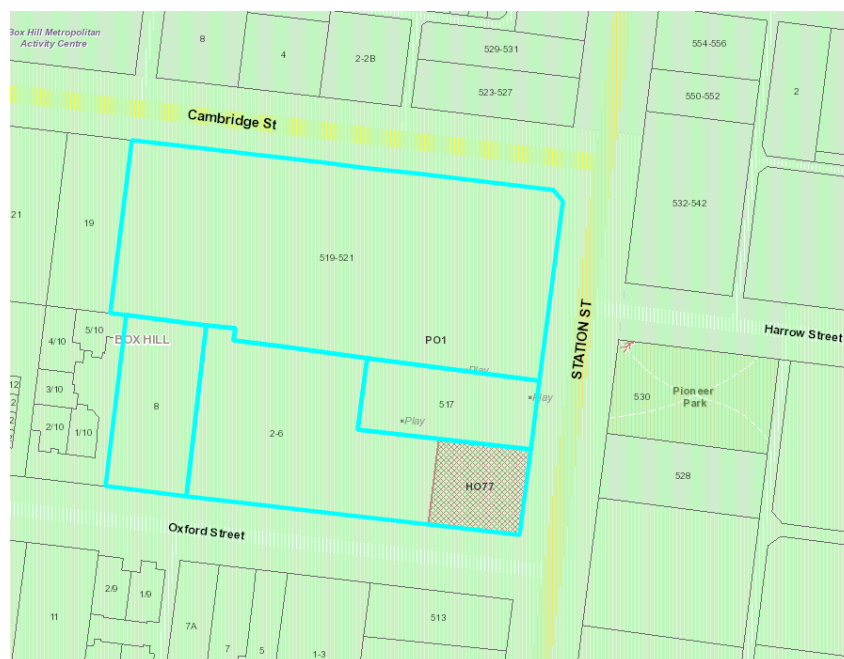 Box Hill Metropolitan
Activity Centre
8
4
2-2B
529-531
523-527
554-556
550-552
2
Cambridge St
532-542
21
19
519-521
STATION ST
Harrow Street
5/10
4/10
BOX HILL
PO1
Play
3/10
8
517
Play
Play
530
Pioneer
Park
12
2
2
2/10
1/10
2-6
528
HO77
Oxford Street
2/9
1/9
11
7A
7
5
1-3
513